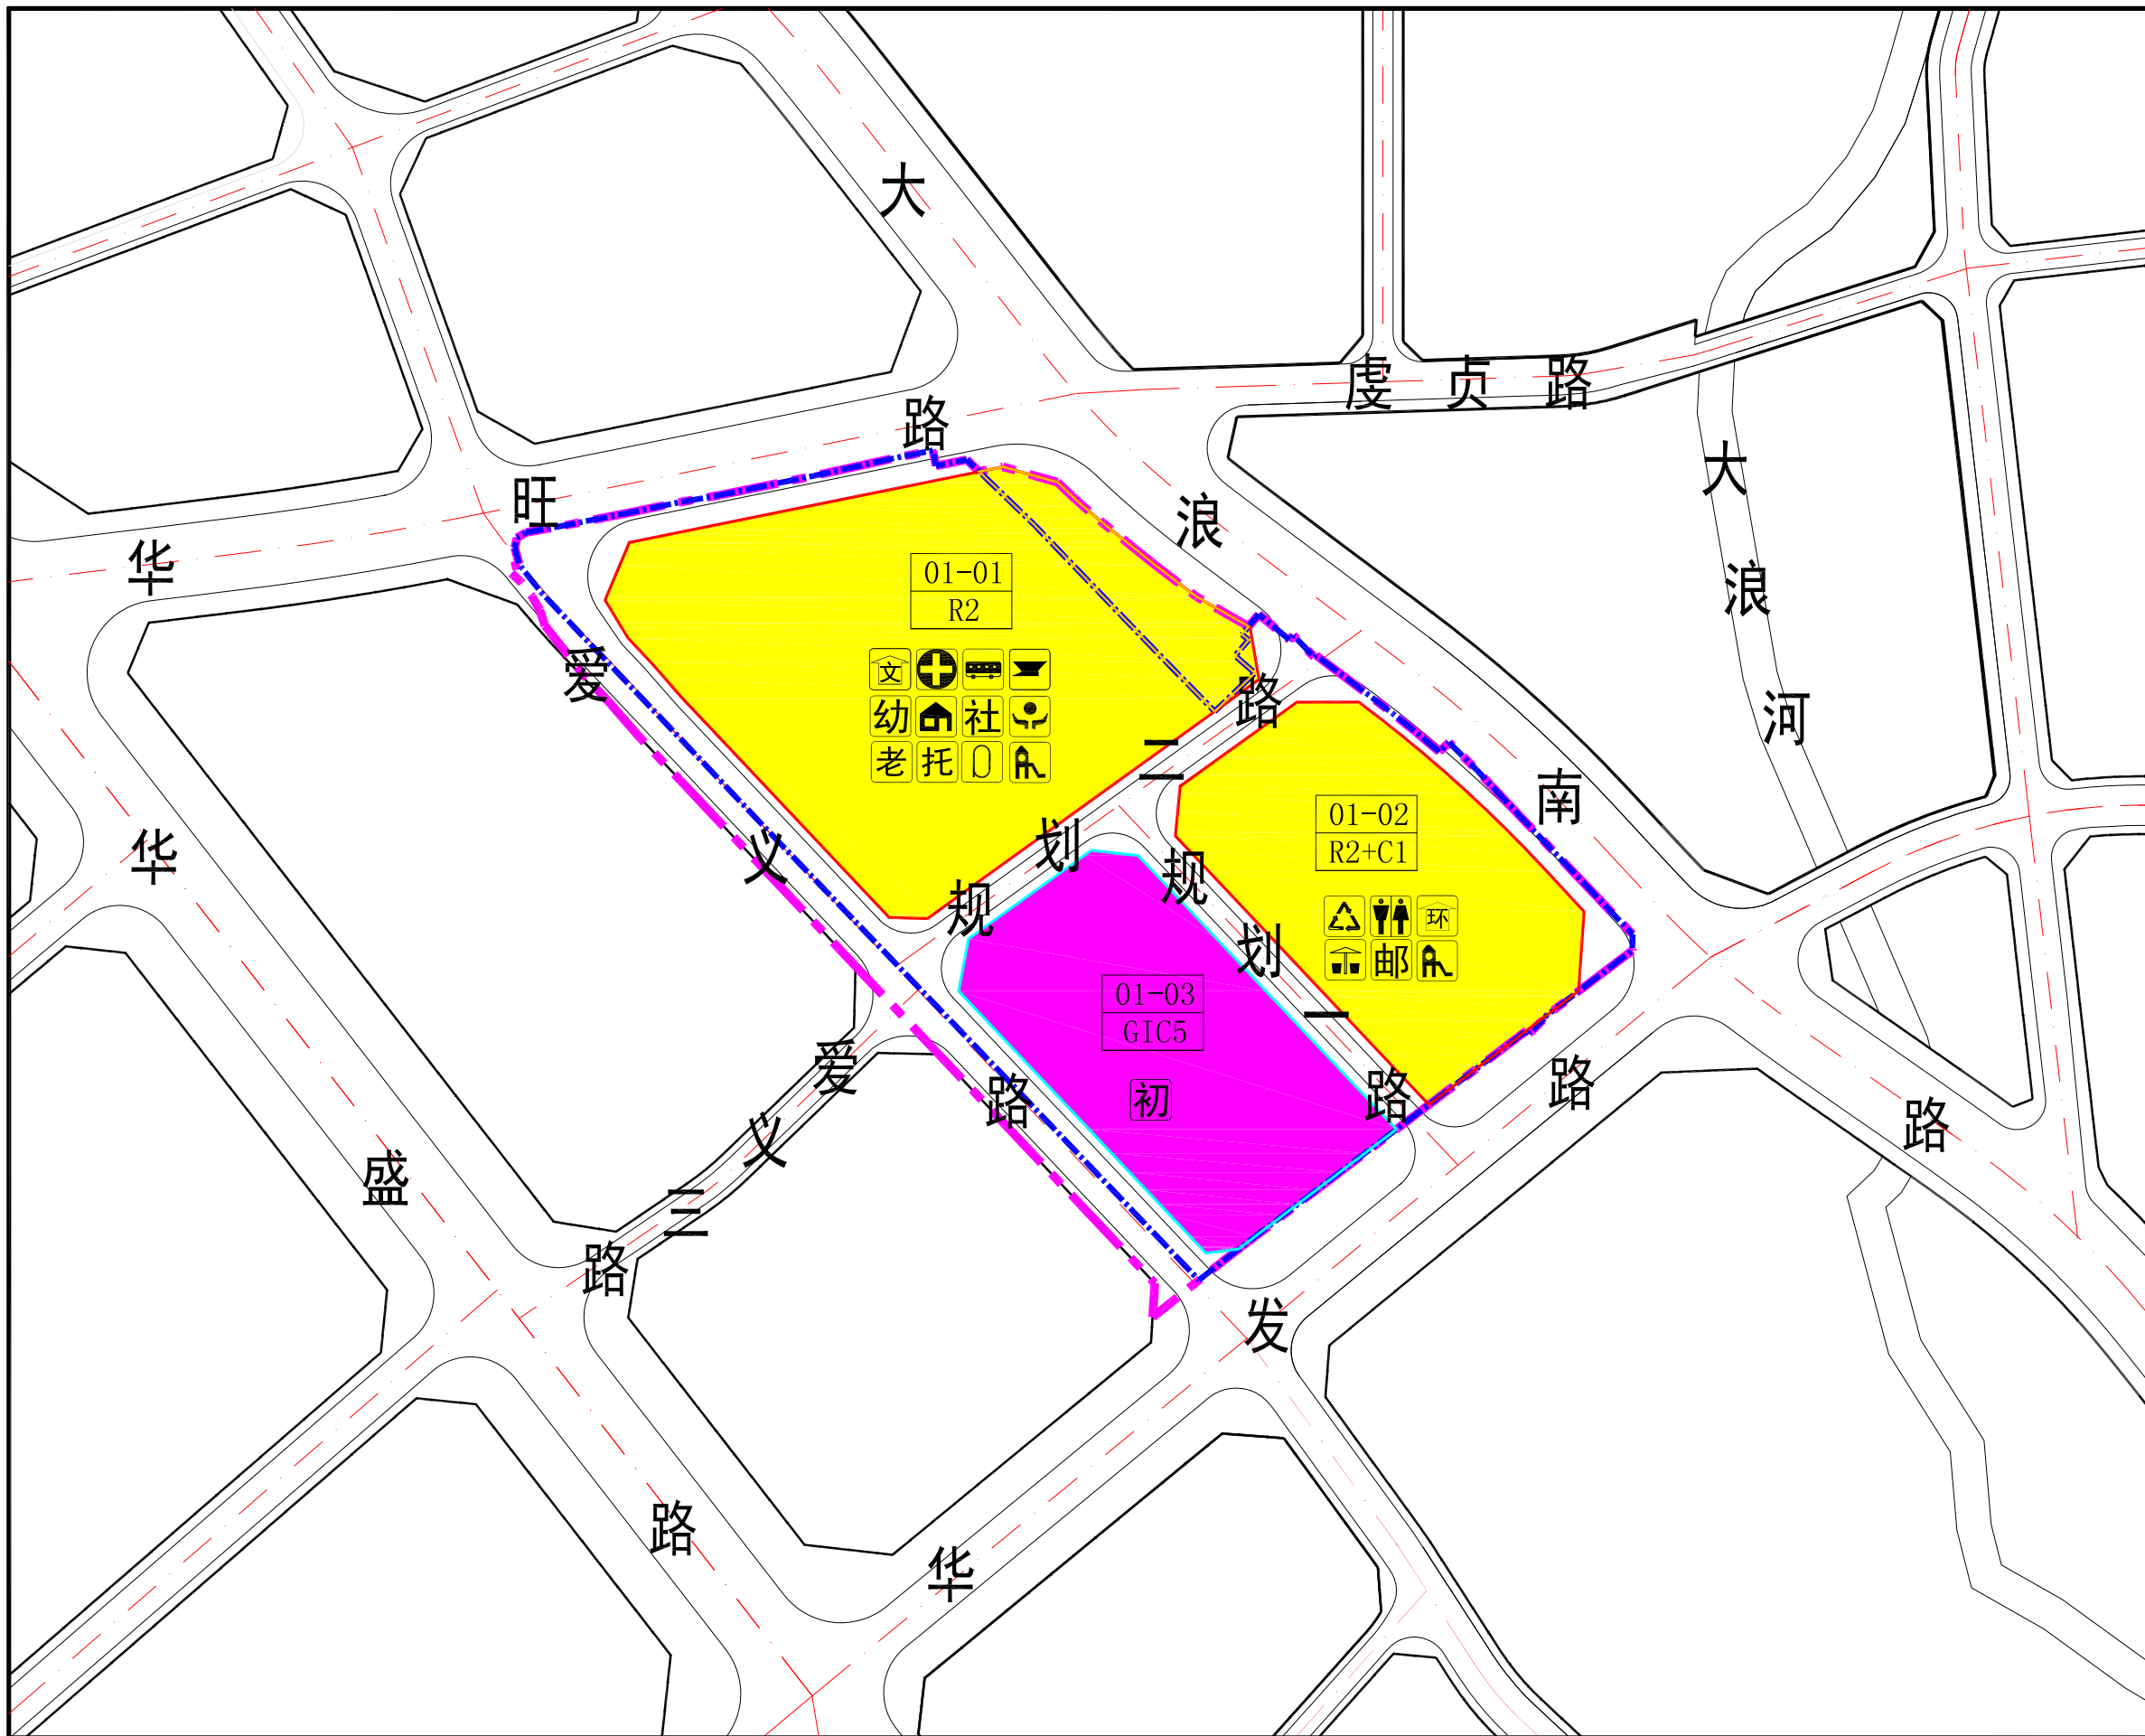 华旺路
大浪南路
虔贞路
大浪河
01-01
R2
文
幼 社
老 托
01-02
R2+C1
环
邮
01-03
GIC5
初
爱义路
规划二路
规划一路
爱义三路
华盛路
华发路